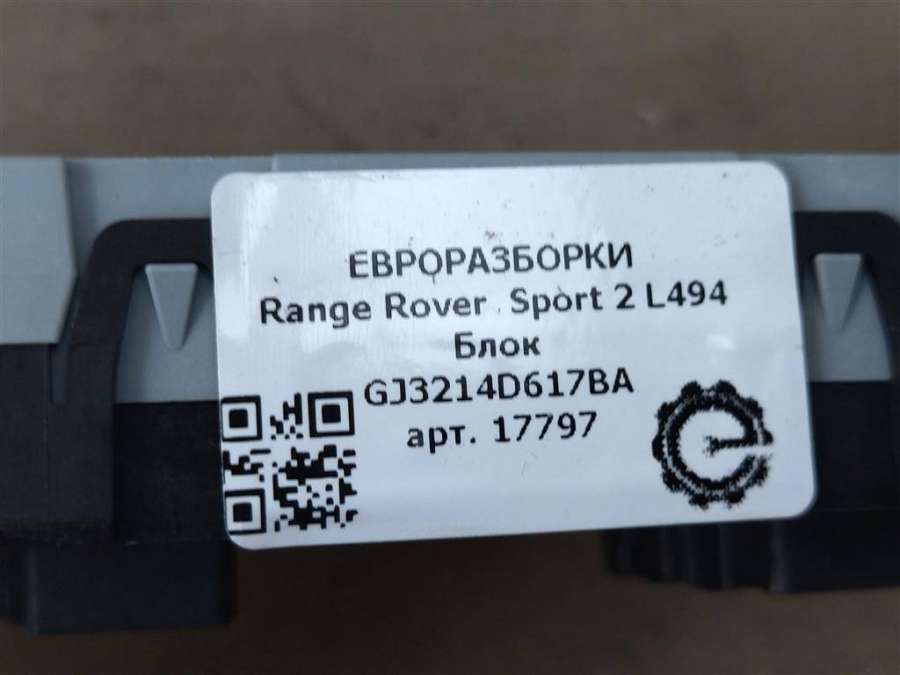 ЕВРОРАЗБОРКИ
Range Rover Sport 2 L494
Блок
GJ3214D617BA
арт. 17797